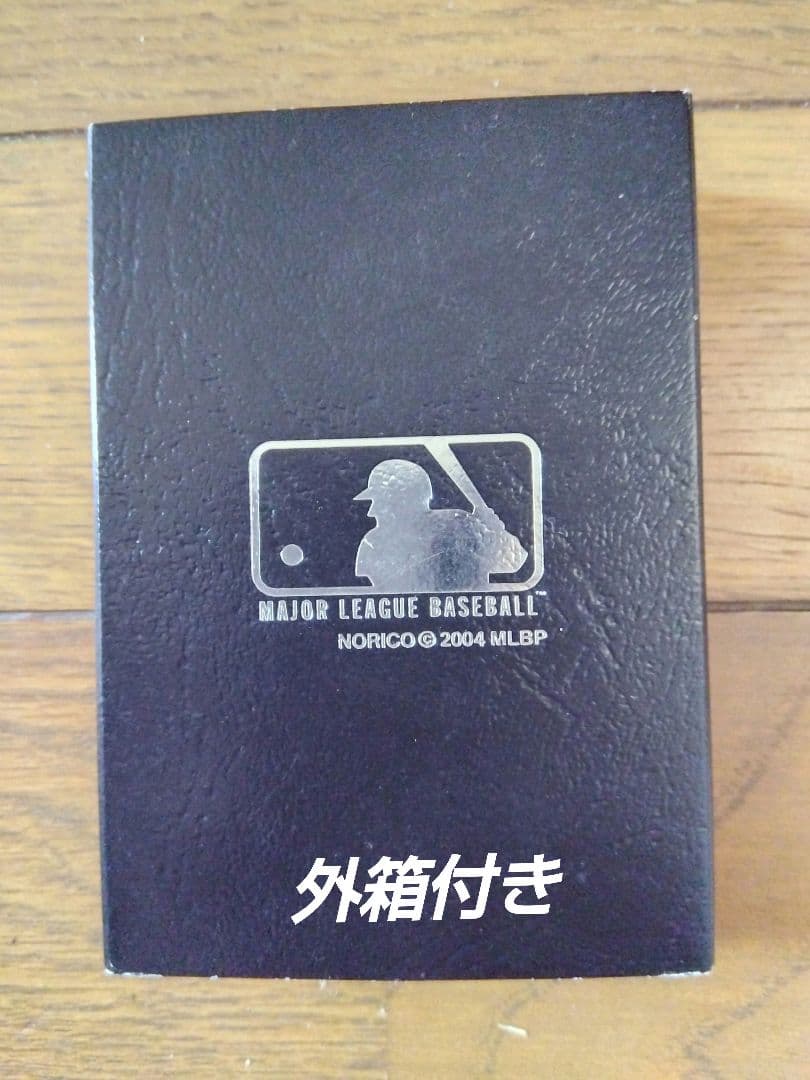 MAJOR LEAGUE BASEBALL™
NORICO © 2004 MLBP
外箱付き